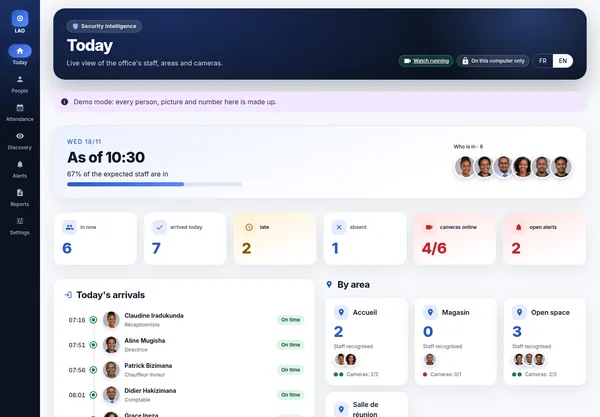 LAO
Today
People
Attendance
Discovery
Alerts
Reports
Settings
Security intelligence
Today
Live view of the office's staff, areas and cameras.
Watch running
On this computer only
FR
EN
Demo mode: every person, picture and number here is made up.
WED 18/11
As of 10:30
67% of the expected staff are in
Who is in · 6
in now
6
arrived today
7
late
2
absent
1
cameras online
4/6
open alerts
2
Today's arrivals
07:16
Claudine Iradukunda
Réceptionniste
On time
07:51
Aline Mugisha
Directrice
On time
07:56
Patrick Bizimana
Chauffeur-livreur
On time
08:01
Didier Hakizimana
Comptable
On time
Grace Ineza
By area
Accueil
2
Staff recognised
Cameras: 2/2
Magasin
0
Staff recognised
Cameras: 0/1
Open space
3
Staff recognised
Cameras: 2/2
Salle de
réunion